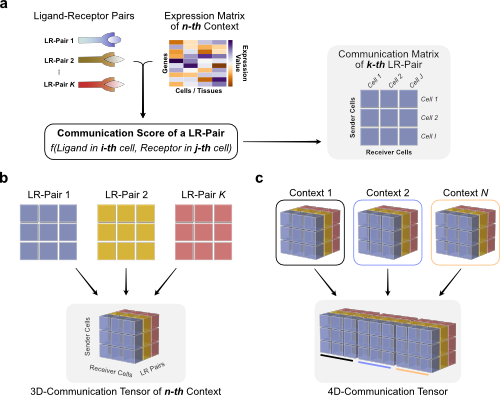 a
Ligand-Receptor Pairs
LR-Pair 1
LR-Pair 2
LR-Pair K
Expression Matrix
of n-th Context
Genes
Cells / Tissues
Expression
Value
Communication Score of a LR-Pair
f(Ligand in i-th cell, Receptor in j-th cell)
Communication Matrix
of k-th LR-Pair
Cell 1
Cell 2
Cell J
Sender Cells
Cell 1
Cell 2
Cell I
Receiver Cells
b
LR-Pair 1
LR-Pair 2
LR-Pair K
Sender Cells
Receiver Cells
LR Pairs
3D-Communication Tensor of n-th Context
c
Context 1
Context 2
Context N
4D-Communication Tensor